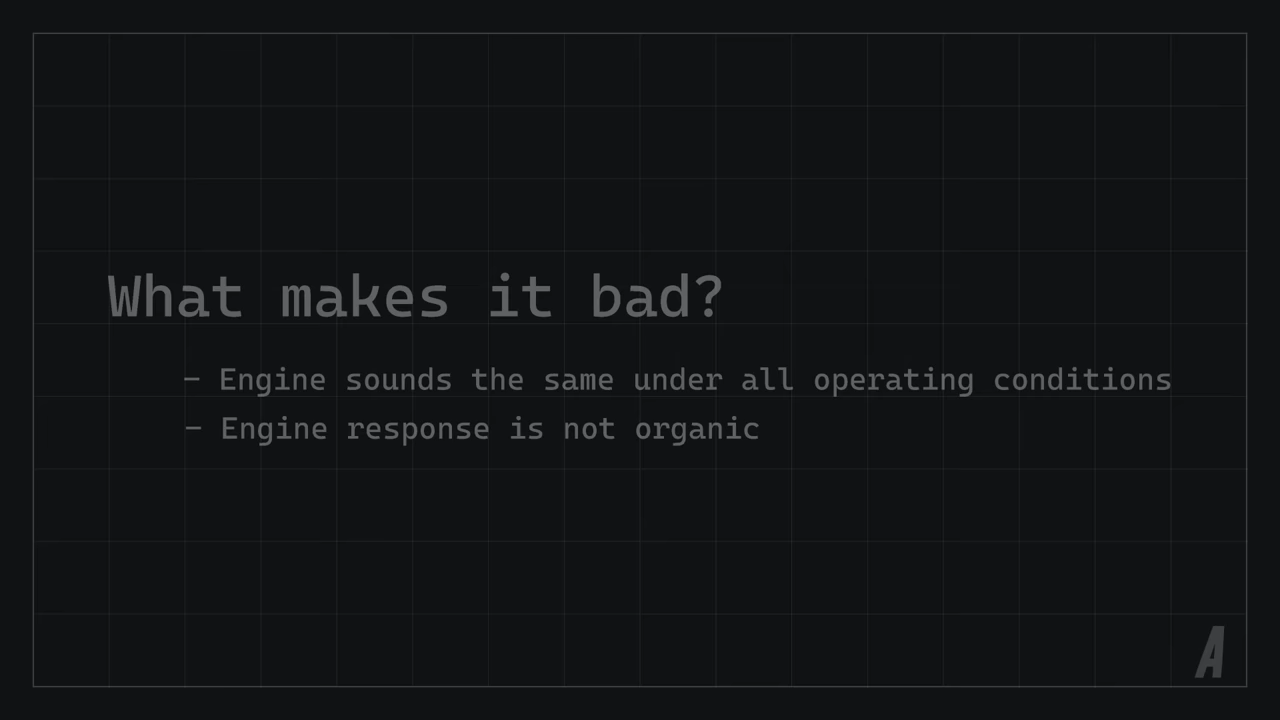 What makes it bad?
– Engine sounds the same under all operating conditions
– Engine response is not organic
A